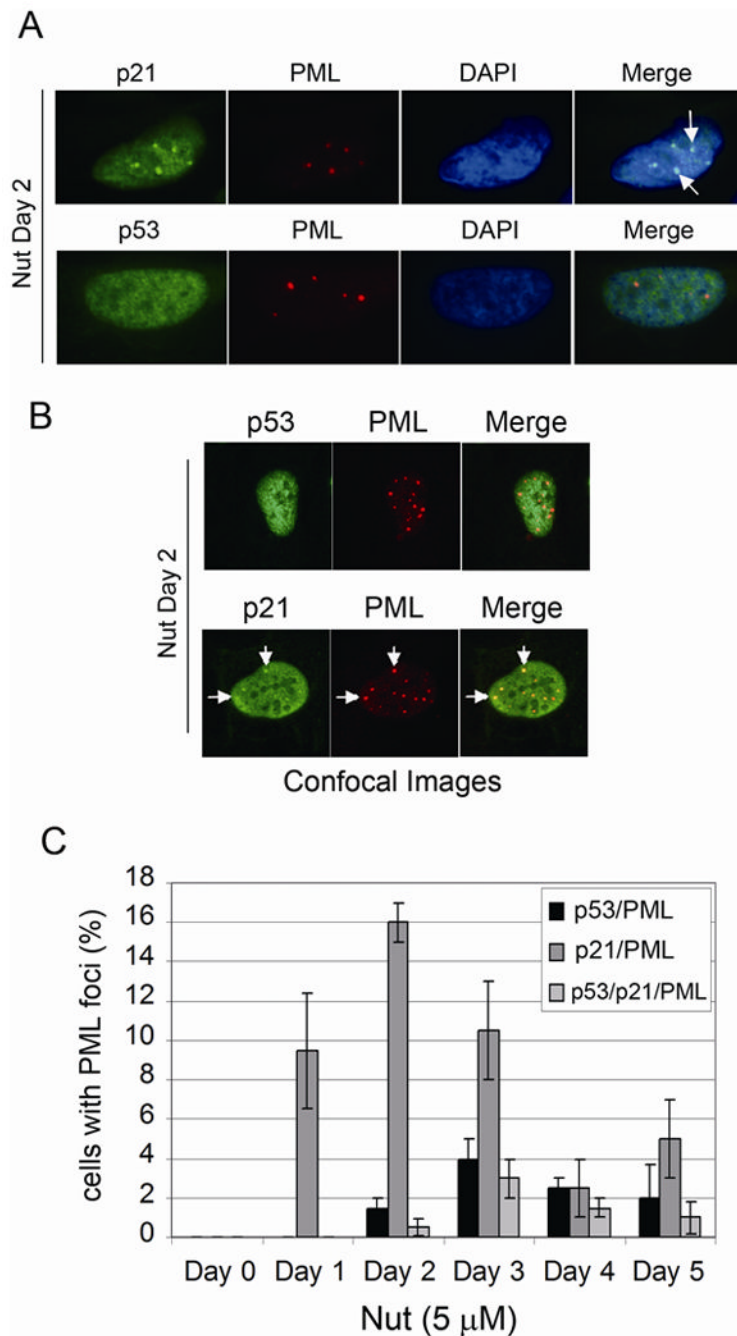 A
p21 PML DAPI Merge
Nut Day 2
p53 PML DAPI Merge
B
p53 PML Merge
Nut Day 2
p21 PML Merge
Confocal Images
C
cells with PML foci (%)
18
16
14
12
10
8
6
4
2
0
p53/PML
p21/PML
p53/p21/PML
Day 0 Day 1 Day 2 Day 3 Day 4 Day 5
Nut (5 μM)